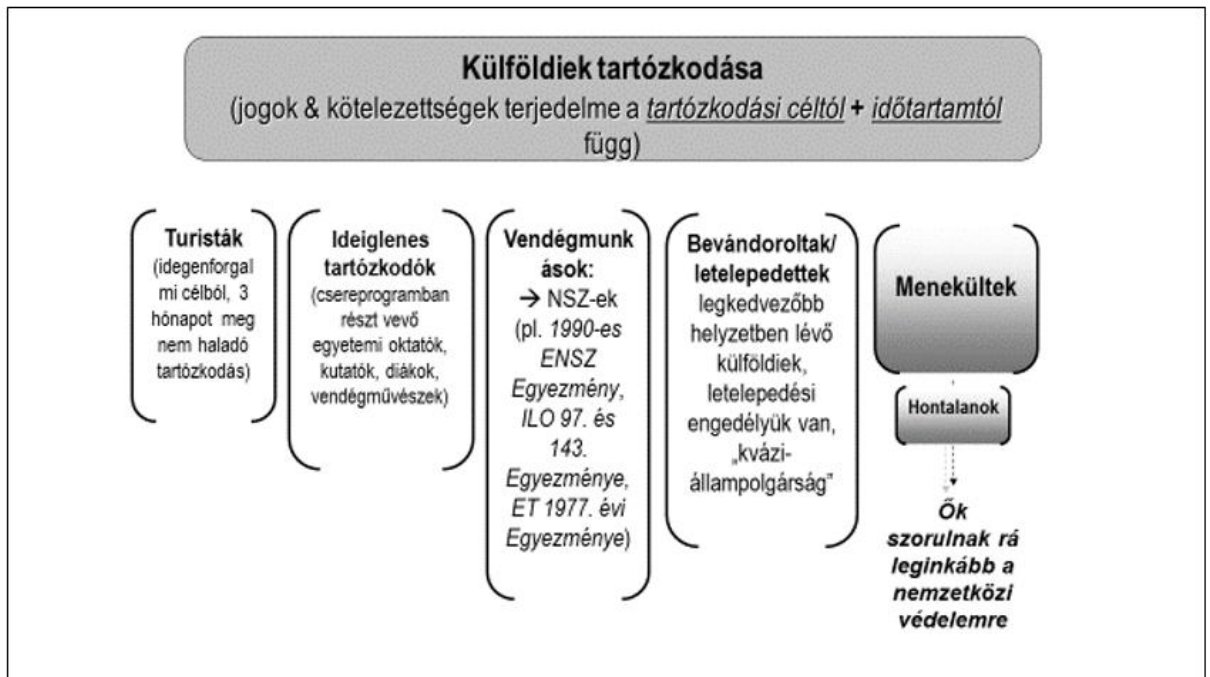 Külföldiek tartózkodása
(jogok & kötelezettségek terjedelme a tartózkodási céltól + időtartamtól
függ)
Turisták
(idegenforgal
mi célból, 3
hónapot meg
nem haladó
tartózkodás)
Ideiglenes
tartózkodók
(csereprogramban
részt vevő
egyetemi oktatók,
kutatók, diákok,
vendégművészek)
Vendégmunk
ások:
→ NSZ-ek
(pl. 1990-es
ENSZ
Egyezmény,
ILO 97. és
143.
Egyezménye,
ET 1977. évi
Egyezménye)
Bevándoroltak/
letelepedettek
legkedvezőbb
helyzetben lévő
külföldiek,
letelepedési
engedélyük van,
„kvázi-
állampolgárság”
Menekültek
Hontalanok
Ők
szorulnak rá
leginkább a
nemzetközi
védelemre